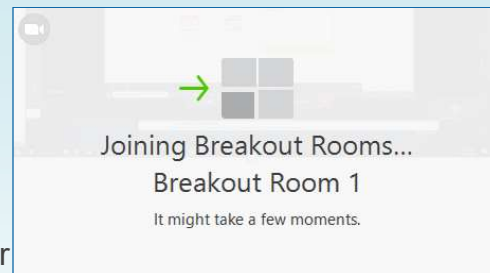 Joining Breakout Rooms...
Breakout Room 1
It might take a few moments.
r